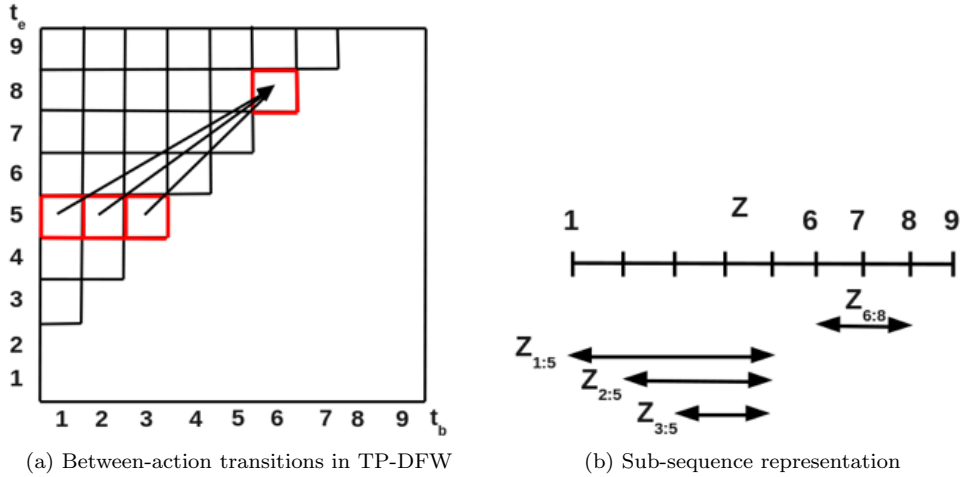 t_e
9
8
7
6
5
4
3
2
1
1 2 3 4 5 6 7 8 9 t_b
(a) Between-action transitions in TP-DFW
Z
1 6 7 8 9
Z_6:8
Z_1:5
Z_2:5
Z_3:5
(b) Sub-sequence representation